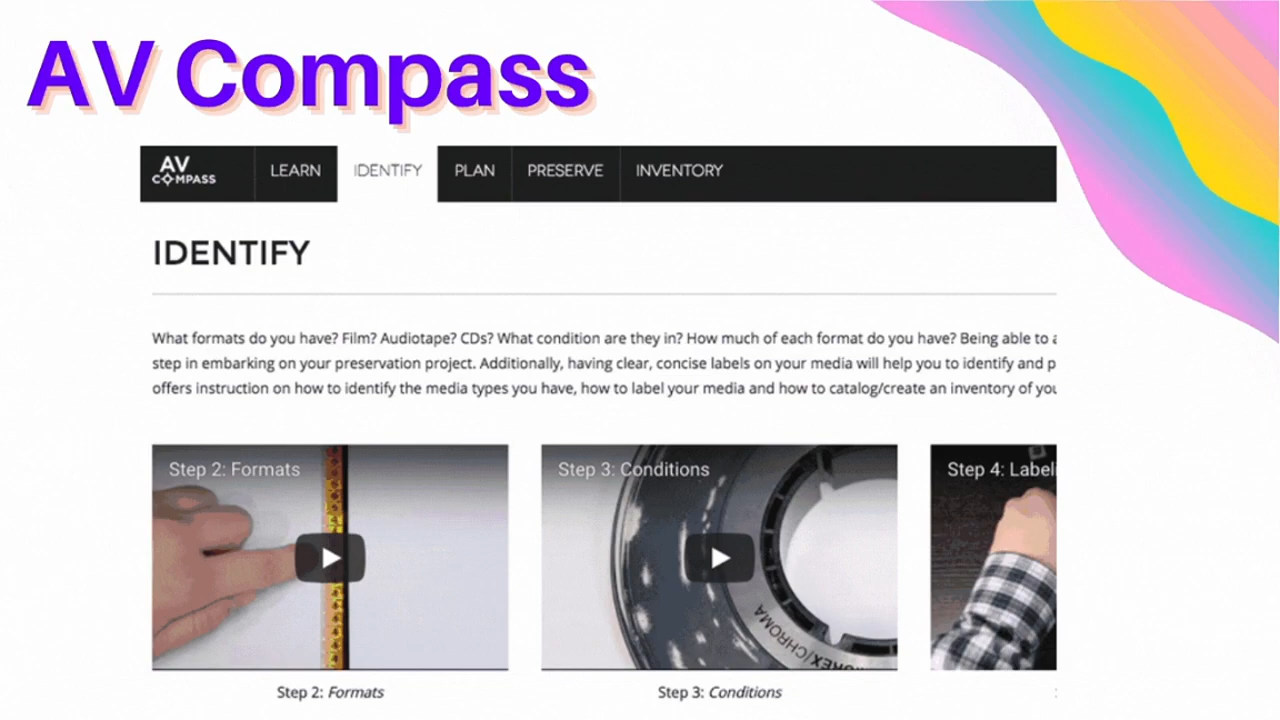 AV Compass
AV
COMPASS
LEARN
IDENTIFY
PLAN
PRESERVE
INVENTORY
IDENTIFY
What formats do you have? Film? Audiotape? CDs? What condition are they in? How much of each format do you have? Being able to
step in embarking on your preservation project. Additionally, having clear, concise labels on your media will help you to identify and
offers instruction on how to identify the media types you have, how to label your media and how to catalog/create an inventory of
Step 2: Formats
Step 3: Conditions
Step 4:
CHROMA
Step 2: Formats
Step 3: Conditions